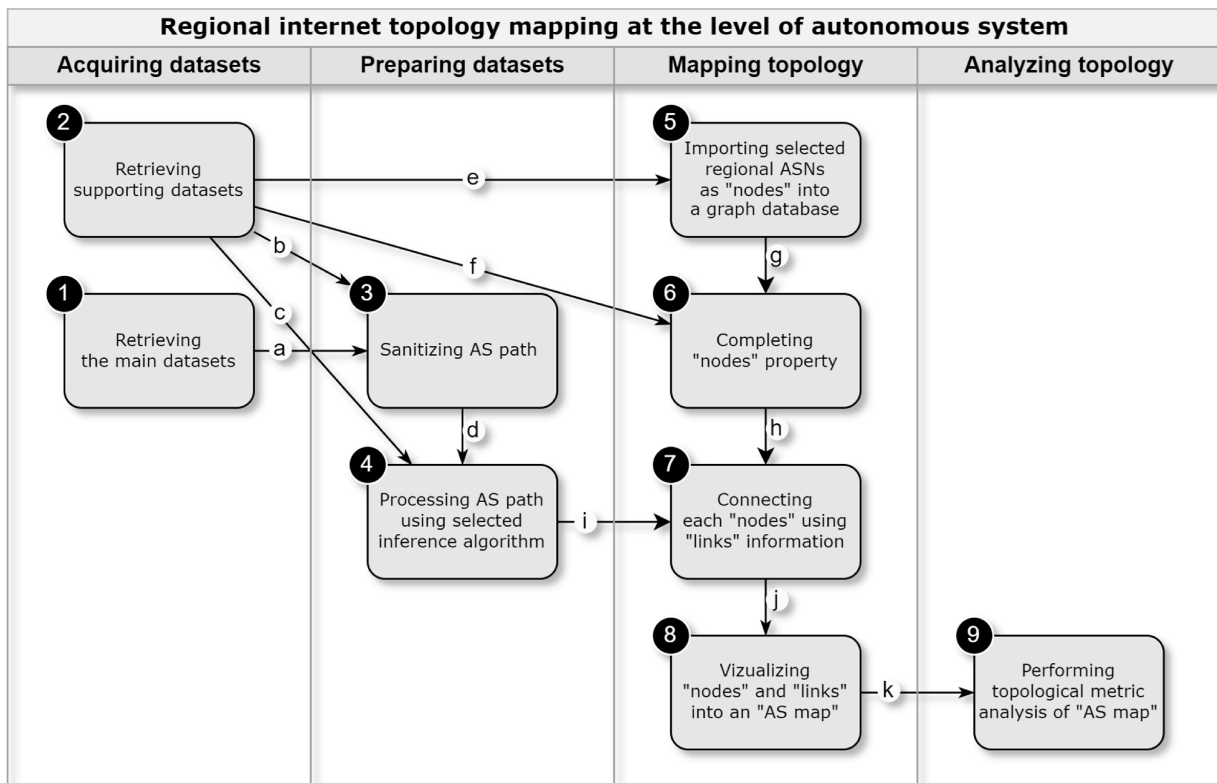 Regional internet topology mapping at the level of autonomous system
Acquiring datasets
Preparing datasets
Mapping topology
Analyzing topology
2
Retrieving
supporting datasets
5
Importing selected
regional ASNs
as "nodes" into
a graph database
e
b
f
g
c
1
Retrieving
the main datasets
a
3
Sanitizing AS path
6
Completing
"nodes" property
d
h
4
Processing AS path
using selected
inference algorithm
i
7
Connecting
each "nodes" using
"links" information
j
8
Vizualizing
"nodes" and "links"
into an "AS map"
k
9
Performing
topological metric
analysis of "AS map"